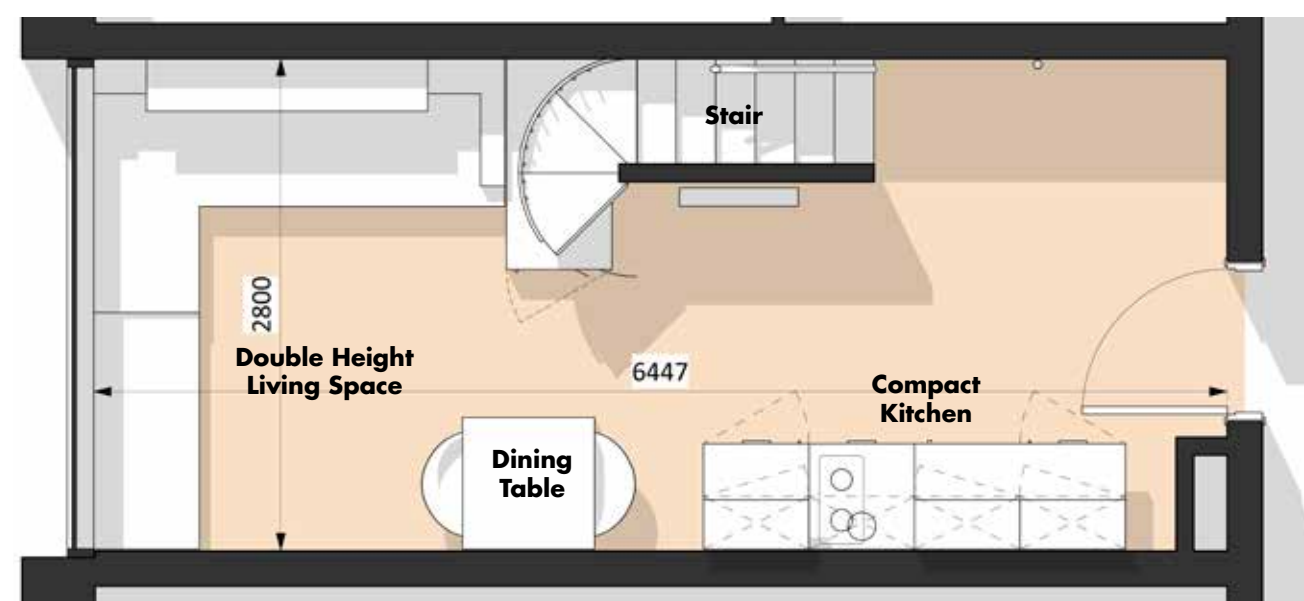 Stair
2800
Double Height
Living Space
6447
Compact
Kitchen
Dining
Table